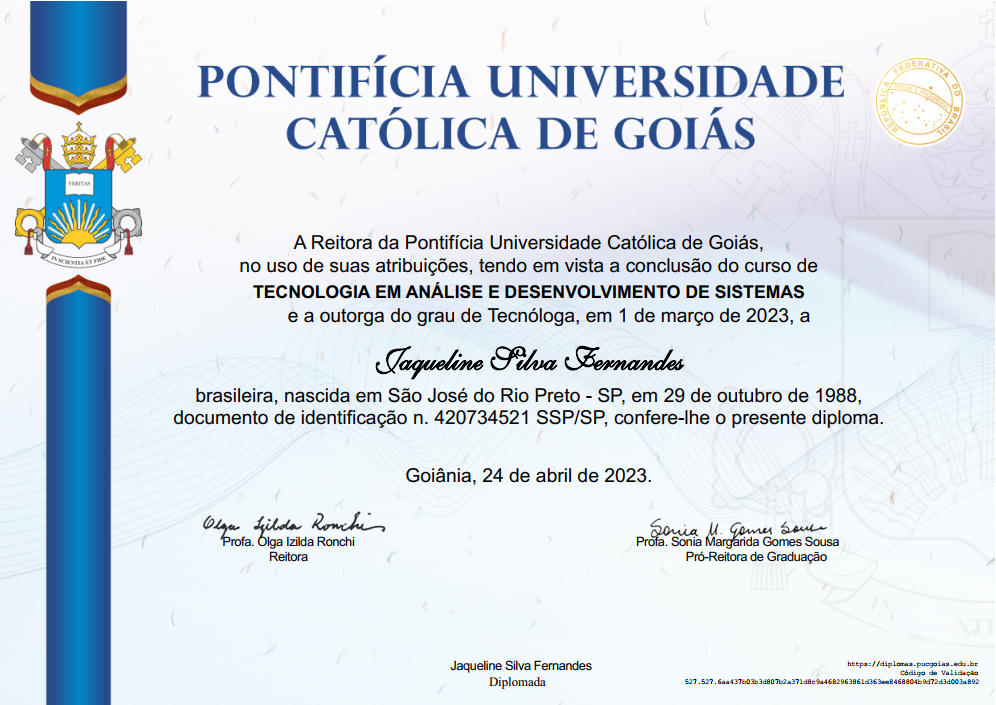 PONTIFÍCIA UNIVERSIDADE
CATÓLICA DE GOIÁS
REPÚBLICA FEDERATIVA DO BRASIL
VERITAS
IN SCIENTIA ET FIDE
A Reitora da Pontifícia Universidade Católica de Goiás,
no uso de suas atribuições, tendo em vista a conclusão do curso de
TECNOLOGIA EM ANÁLISE E DESENVOLVIMENTO DE SISTEMAS
e a outorga do grau de Tecnóloga, em 1 de março de 2023, a
Jaqueline Silva Fernandes
brasileira, nascida em São José do Rio Preto - SP, em 29 de outubro de 1988,
documento de identificação n. 420734521 SSP/SP, confere-lhe o presente diploma.
Goiânia, 24 de abril de 2023.
Olga Izilda Ronchi
Profa. Olga Izilda Ronchi
Reitora
Sonia M. Gomes Sousa
Profa. Sonia Margarida Gomes Sousa
Pró-Reitora de Graduação
Jaqueline Silva Fernandes
Diplomada
https://diplomas.pucgoias.edu.br
Código de Validação
527.527.6aa437b03b3d807b2a371d8c9a4682963861d363ee8468804b9d72d3d003a892